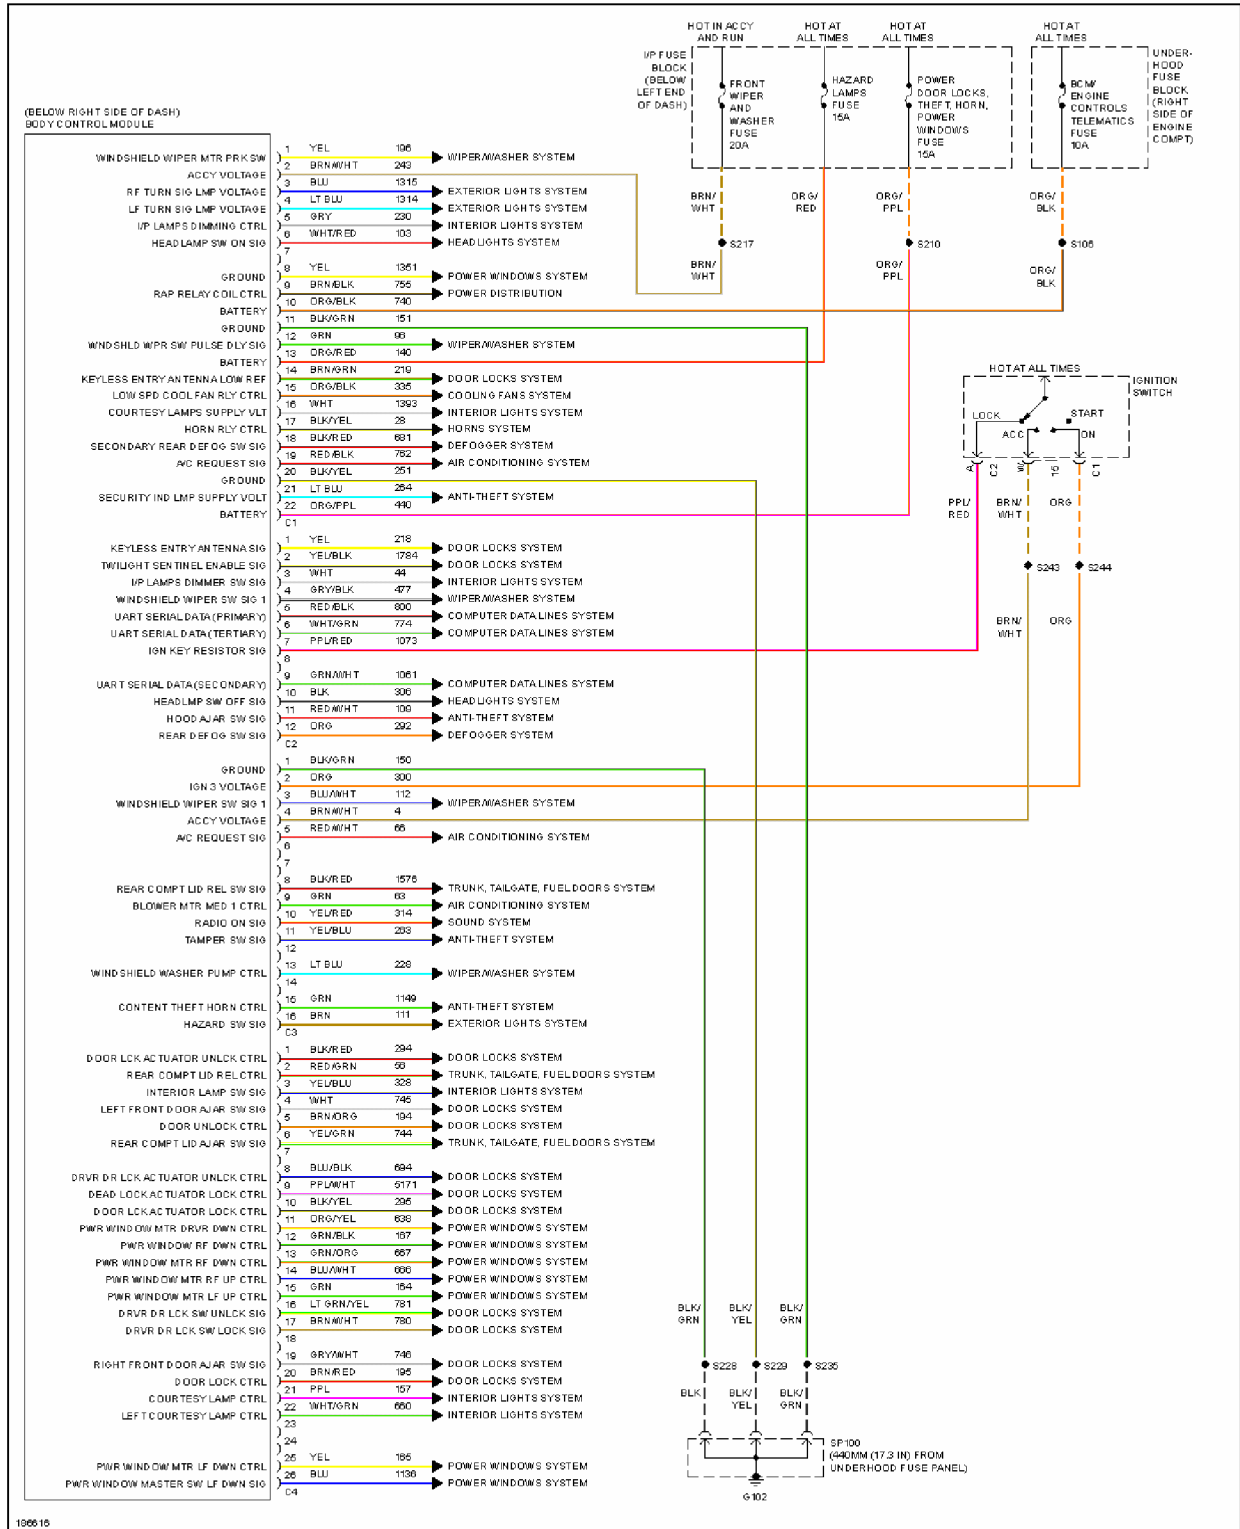 HOT IN ACCY AND RUN
HOT AT ALL TIMES
HOT AT ALL TIMES
HOT AT ALL TIMES
I/P FUSE BLOCK (BELOW LEFT END OF DASH)
FRONT WIPER AND WASHER FUSE 20A
HAZARD LAMPS FUSE 15A
POWER DOOR LOCKS, THEFT, HORN, POWER WINDOWS FUSE 15A
BCM/ ENGINE CONTROLS TELEMATICS FUSE 10A
UNDER-HOOD FUSE BLOCK (RIGHT SIDE OF ENGINE COMPT)
BRN/WHT
ORG/RED
ORG/PPL
ORG/BLK
S217
S210
S106
BRN/WHT
ORG/PPL
ORG/BLK
(BELOW RIGHT SIDE OF DASH)
BODY CONTROL MODULE
WINDSHIELD WIPER MTR PRK SW 1 YEL 196 WIPER/WASHER SYSTEM
ACCY VOLTAGE 2 BRN/WHT 243
RF TURN SIG LMP VOLTAGE 3 BLU 1315 EXTERIOR LIGHTS SYSTEM
LF TURN SIG LMP VOLTAGE 4 LT BLU 1314 EXTERIOR LIGHTS SYSTEM
I/P LAMPS DIMMING CTRL 5 GRY 230 INTERIOR LIGHTS SYSTEM
HEADLAMP SW ON SIG 6 WHT/RED 103 HEADLIGHTS SYSTEM
7
GROUND 8 YEL 1351 POWER WINDOWS SYSTEM
RAP RELAY COIL CTRL 9 BRN/BLK 755 POWER DISTRIBUTION
BATTERY 10 ORG/BLK 740
GROUND 11 BLK/GRN 151
WNDSHLD WPR SW PULSE DLY SIG 12 GRN 96 WIPER/WASHER SYSTEM
BATTERY 13 ORG/RED 140
KEYLESS ENTRY ANTENNA LOW REF 14 BRN/GRN 219 DOOR LOCKS SYSTEM
LOW SPD COOL FAN RLY CTRL 15 ORG/BLK 335 COOLING FANS SYSTEM
COURTESY LAMPS SUPPLY VLT 16 WHT 1393 INTERIOR LIGHTS SYSTEM
HORN RLY CTRL 17 BLK/YEL 28 HORNS SYSTEM
SECONDARY REAR DEFOG SW SIG 18 BLK/RED 681 DEFOGGER SYSTEM
A/C REQUEST SIG 19 RED/BLK 762 AIR CONDITIONING SYSTEM
GROUND 20 BLK/YEL 251
SECURITY IND LMP SUPPLY VOLT 21 LT BLU 264 ANTI-THEFT SYSTEM
BATTERY 22 ORG/PPL 440
C1
HOT AT ALL TIMES
IGNITION SWITCH
LOCK
START
ACC
ON
A
C2
W
15
C1
PPL/RED
BRN/WHT
ORG
S243
S244
BRN/WHT
ORG
KEYLESS ENTRY ANTENNA SIG 1 YEL 218 DOOR LOCKS SYSTEM
TWILIGHT SENTINEL ENABLE SIG 2 YEL/BLK 1784 DOOR LOCKS SYSTEM
I/P LAMPS DIMMER SW SIG 3 WHT 44 INTERIOR LIGHTS SYSTEM
WINDSHIELD WIPER SW SIG 1 4 GRY/BLK 477 WIPER/WASHER SYSTEM
UART SERIAL DATA (PRIMARY) 5 RED/BLK 800 COMPUTER DATA LINES SYSTEM
UART SERIAL DATA (TERTIARY) 6 WHT/GRN 774 COMPUTER DATA LINES SYSTEM
IGN KEY RESISTOR SIG 7 PPL/RED 1073
8
UART SERIAL DATA (SECONDARY) 9 GRN/WHT 1061 COMPUTER DATA LINES SYSTEM
HEADLMP SW OFF SIG 10 BLK 306 HEADLIGHTS SYSTEM
HOOD AJAR SW SIG 11 RED/WHT 109 ANTI-THEFT SYSTEM
REAR DEFOG SW SIG 12 ORG 292 DEFOGGER SYSTEM
C2
GROUND 1 BLK/GRN 150
IGN 3 VOLTAGE 2 ORG 300
WINDSHIELD WIPER SW SIG 1 3 BLU/WHT 112 WIPER/WASHER SYSTEM
ACCY VOLTAGE 4 BRN/WHT 4
A/C REQUEST SIG 5 RED/WHT 66 AIR CONDITIONING SYSTEM
6
7
REAR COMPT LID REL SW SIG 8 BLK/RED 1576 TRUNK, TAILGATE, FUEL DOORS SYSTEM
BLOWER MTR MED 1 CTRL 9 GRN 63 AIR CONDITIONING SYSTEM
RADIO ON SIG 10 YEL/RED 314 SOUND SYSTEM
TAMPER SW SIG 11 YEL/BLU 263 ANTI-THEFT SYSTEM
12
WINDSHIELD WASHER PUMP CTRL 13 LT BLU 228 WIPER/WASHER SYSTEM
14
CONTENT THEFT HORN CTRL 15 GRN 1149 ANTI-THEFT SYSTEM
HAZARD SW SIG 16 BRN 111 EXTERIOR LIGHTS SYSTEM
C3
DOOR LCK ACTUATOR UNLCK CTRL 1 BLK/RED 294 DOOR LOCKS SYSTEM
REAR COMPT LID REL CTRL 2 RED/GRN 56 TRUNK, TAILGATE, FUEL DOORS SYSTEM
INTERIOR LAMP SW SIG 3 YEL/BLU 328 INTERIOR LIGHTS SYSTEM
LEFT FRONT DOOR AJAR SW SIG 4 WHT 745 DOOR LOCKS SYSTEM
DOOR UNLOCK CTRL 5 BRN/ORG 194 DOOR LOCKS SYSTEM
REAR COMPT LID AJAR SW SIG 6 YEL/GRN 744 TRUNK, TAILGATE, FUEL DOORS SYSTEM
7
DRVR DR LCK ACTUATOR UNLCK CTRL 8 BLU/BLK 694 DOOR LOCKS SYSTEM
DEAD LOCK ACTUATOR LOCK CTRL 9 PPL/WHT 5171 DOOR LOCKS SYSTEM
DOOR LCK ACTUATOR LOCK CTRL 10 BLK/YEL 295 DOOR LOCKS SYSTEM
PWR WINDOW MTR DRVR DWN CTRL 11 ORG/YEL 638 POWER WINDOWS SYSTEM
PWR WINDOW RF DWN CTRL 12 GRN/BLK 167 POWER WINDOWS SYSTEM
PWR WINDOW MTR RF DWN CTRL 13 GRN/ORG 667 POWER WINDOWS SYSTEM
PWR WINDOW MTR RF UP CTRL 14 BLU/WHT 666 POWER WINDOWS SYSTEM
PWR WINDOW MTR LF UP CTRL 15 GRN 164 POWER WINDOWS SYSTEM
DRVR DR LCK SW UNLCK SIG 16 LT GRN/YEL 781 DOOR LOCKS SYSTEM
DRVR DR LCK SW LOCK SIG 17 BRN/WHT 780 DOOR LOCKS SYSTEM
18
RIGHT FRONT DOOR AJAR SW SIG 19 GRY/WHT 746 DOOR LOCKS SYSTEM
DOOR LOCK CTRL 20 BRN/RED 195 DOOR LOCKS SYSTEM
COURTESY LAMP CTRL 21 PPL 157 INTERIOR LIGHTS SYSTEM
LEFT COURTESY LAMP CTRL 22 WHT/GRN 660 INTERIOR LIGHTS SYSTEM
23
24
PWR WINDOW MTR LF DWN CTRL 25 YEL 165 POWER WINDOWS SYSTEM
PWR WINDOW MASTER SW LF DWN SIG 26 BLU 1136 POWER WINDOWS SYSTEM
C4
BLK/GRN
BLK/YEL
BLK/GRN
S228
S229
S235
BLK
BLK/YEL
BLK/GRN
SP100
(440MM (17.3 IN) FROM UNDERHOOD FUSE PANEL)
G102
186616